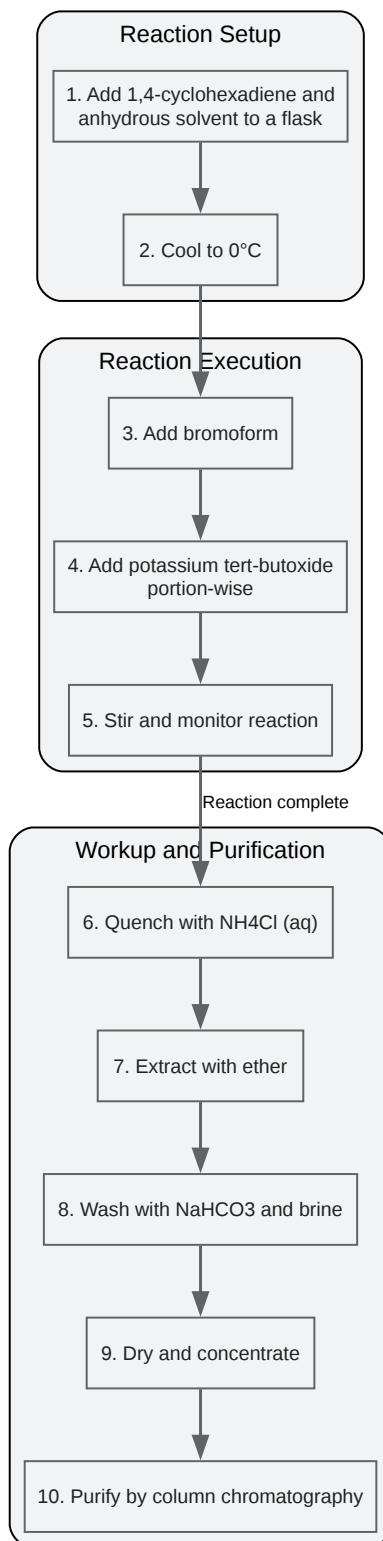 Reaction Setup
1. Add 1,4-cyclohexadiene and
anhydrous solvent to a flask
2. Cool to 0°C
Reaction Execution
3. Add bromoform
4. Add potassium tert-butoxide
portion-wise
5. Stir and monitor reaction
Reaction complete
Workup and Purification
6. Quench with NH4Cl (aq)
7. Extract with ether
8. Wash with NaHCO3 and brine
9. Dry and concentrate
10. Purify by column chromatography